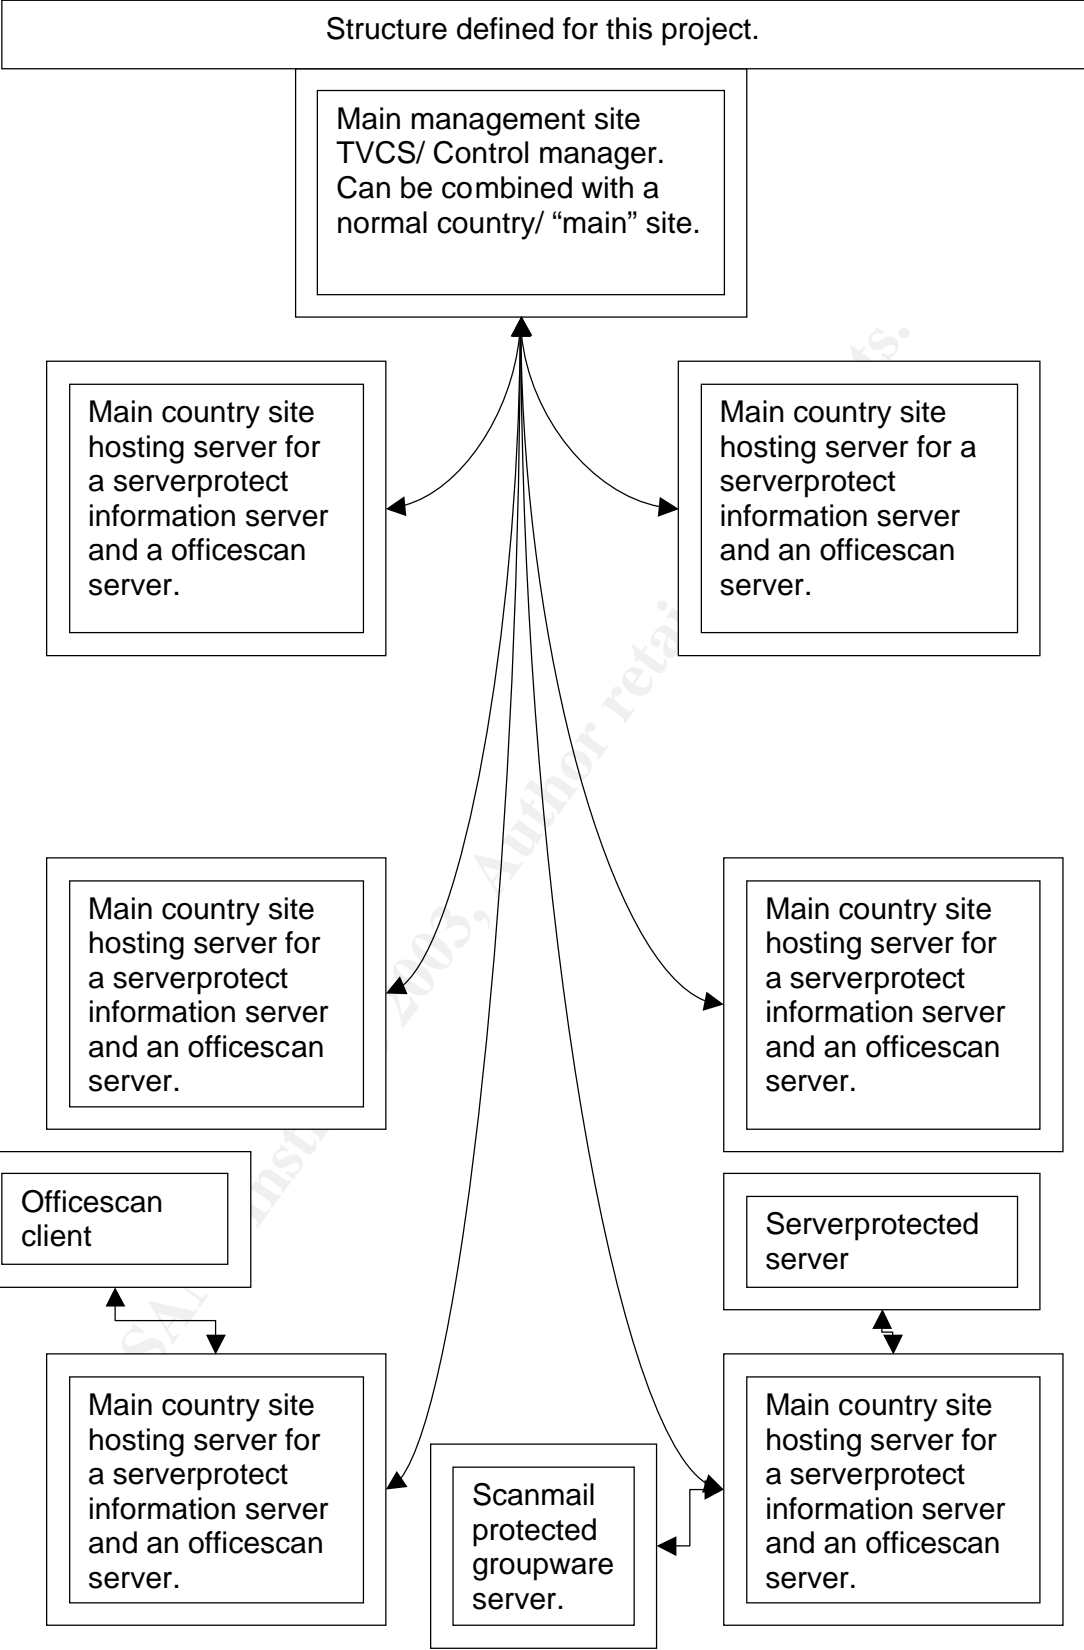 Structure defined for this project.
Main management site
TVCS/ Control manager.
Can be combined with a
normal country/ “main” site.
Main country site
hosting server for
a serverprotect
information server
and a officescan
server.
Main country site
hosting server for a
serverprotect
information server
and an officescan
server.
Main country site
hosting server for
a serverprotect
information server
and an officescan
server.
Main country site
hosting server for
a serverprotect
information server
and an officescan
server.
Officescan
client
Serverprotected
server
Main country site
hosting server for
a serverprotect
information server
and an officescan
server.
Scanmail
protected
groupware
server.
Main country site
hosting server for
a serverprotect
information server
and an officescan
server.
2003, Author